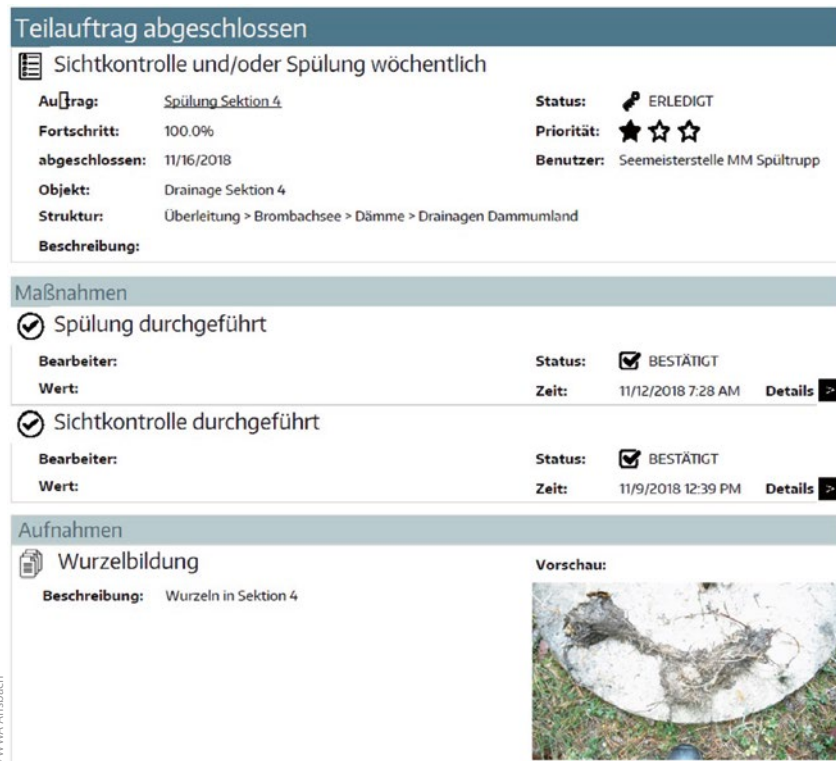 Teilauftrag abgeschlossen
Sichtkontrolle und/oder Spülung wöchentlich
Auftrag: Spülung Sektion 4 Status: ERLEDIGT
Fortschritt: 100.0% Priorität:
abgeschlossen: 11/16/2018 Benutzer: Seemeisterstelle MM Spültrupp
Objekt: Drainage Sektion 4
Struktur: Überleitung > Brombachsee > Dämme > Drainagen Dammumland
Beschreibung:
Maßnahmen
Spülung durchgeführt
Bearbeiter: Status: BESTÄTIGT
Wert: Zeit: 11/12/2018 7:28 AM Details >
Sichtkontrolle durchgeführt
Bearbeiter: Status: BESTÄTIGT
Wert: Zeit: 11/9/2018 12:39 PM Details >
Aufnahmen
Wurzelbildung Vorschau:
Beschreibung: Wurzeln in Sektion 4
WWA Ansbach